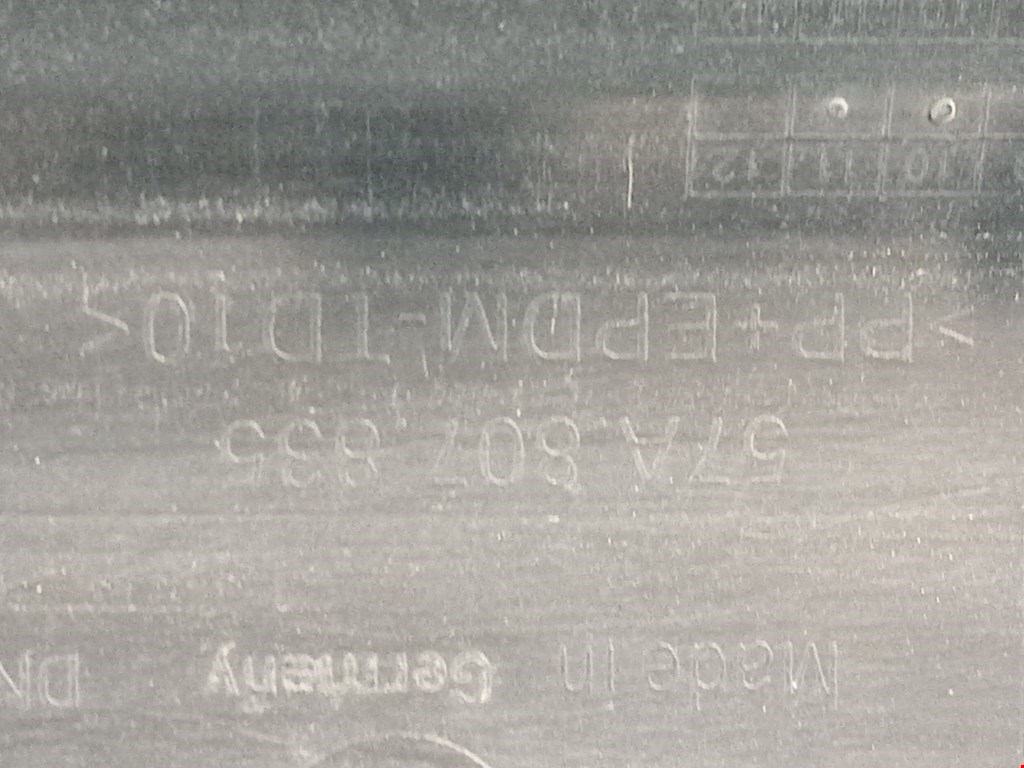 Made in Germany
57A 807 835
>PP+EPDM-TD10<
10 11 12